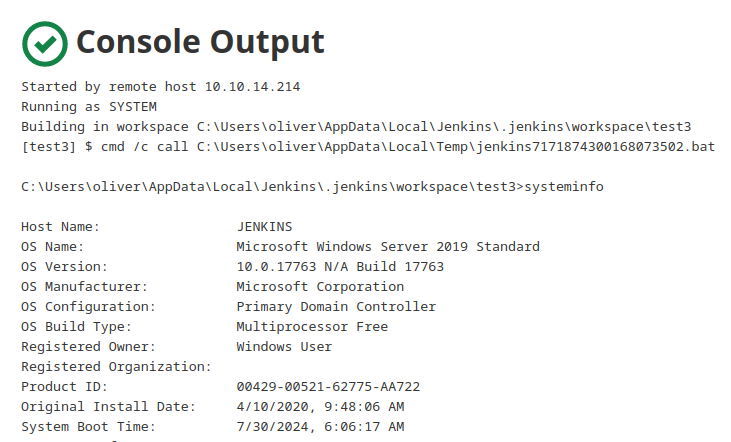 Console Output
Started by remote host 10.10.14.214
Running as SYSTEM
Building in workspace C:\Users\oliver\AppData\Local\Jenkins\.jenkins\workspace\test3
[test3] $ cmd /c call C:\Users\oliver\AppData\Local\Temp\jenkins7171874300168073502.bat
C:\Users\oliver\AppData\Local\Jenkins\.jenkins\workspace\test3>systeminfo
Host Name: JENKINS
OS Name: Microsoft Windows Server 2019 Standard
OS Version: 10.0.17763 N/A Build 17763
OS Manufacturer: Microsoft Corporation
OS Configuration: Primary Domain Controller
OS Build Type: Multiprocessor Free
Registered Owner: Windows User
Registered Organization:
Product ID: 00429-00521-62775-AA722
Original Install Date: 4/10/2020, 9:48:06 AM
System Boot Time: 7/30/2024, 6:06:17 AM